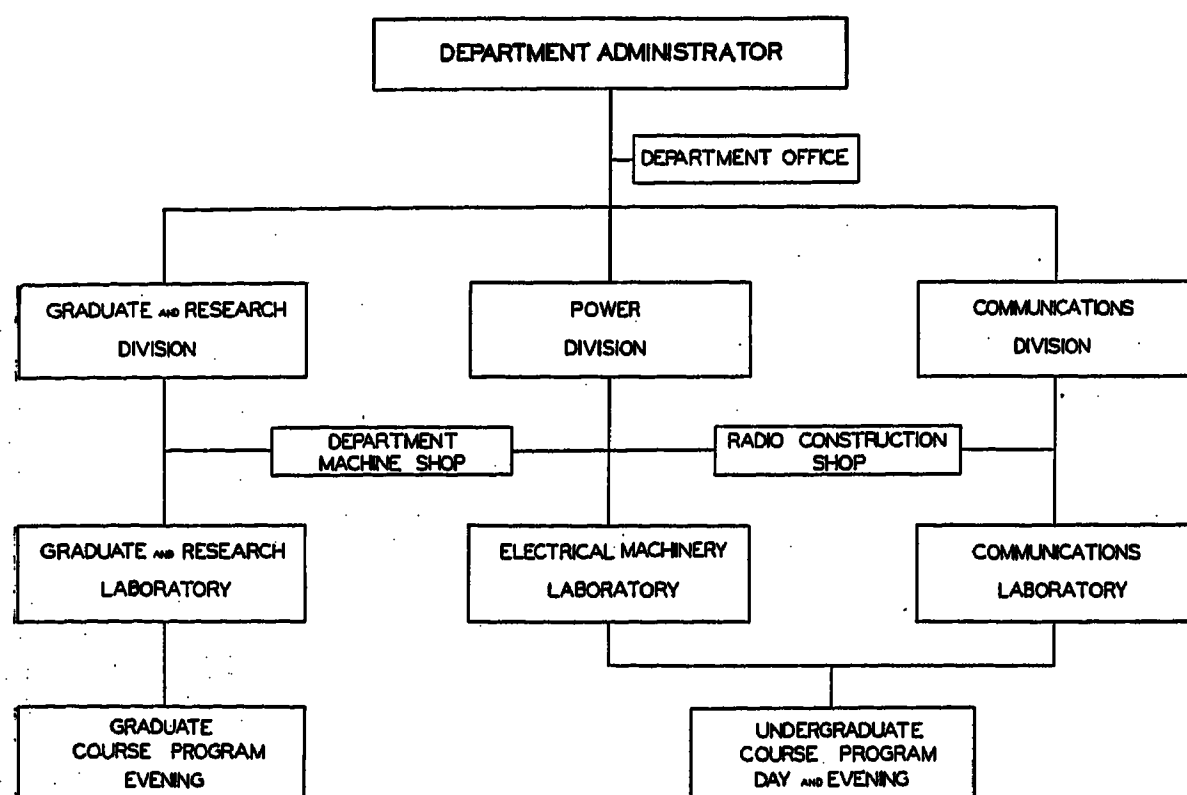 DEPARTMENT ADMINISTRATOR
DEPARTMENT OFFICE
GRADUATE AND RESEARCH
DIVISION
POWER
DIVISION
COMMUNICATIONS
DIVISION
DEPARTMENT
MACHINE SHOP
RADIO CONSTRUCTION
SHOP
GRADUATE AND RESEARCH
LABORATORY
ELECTRICAL MACHINERY
LABORATORY
COMMUNICATIONS
LABORATORY
GRADUATE
COURSE PROGRAM
EVENING
UNDERGRADUATE
COURSE PROGRAM
DAY AND EVENING